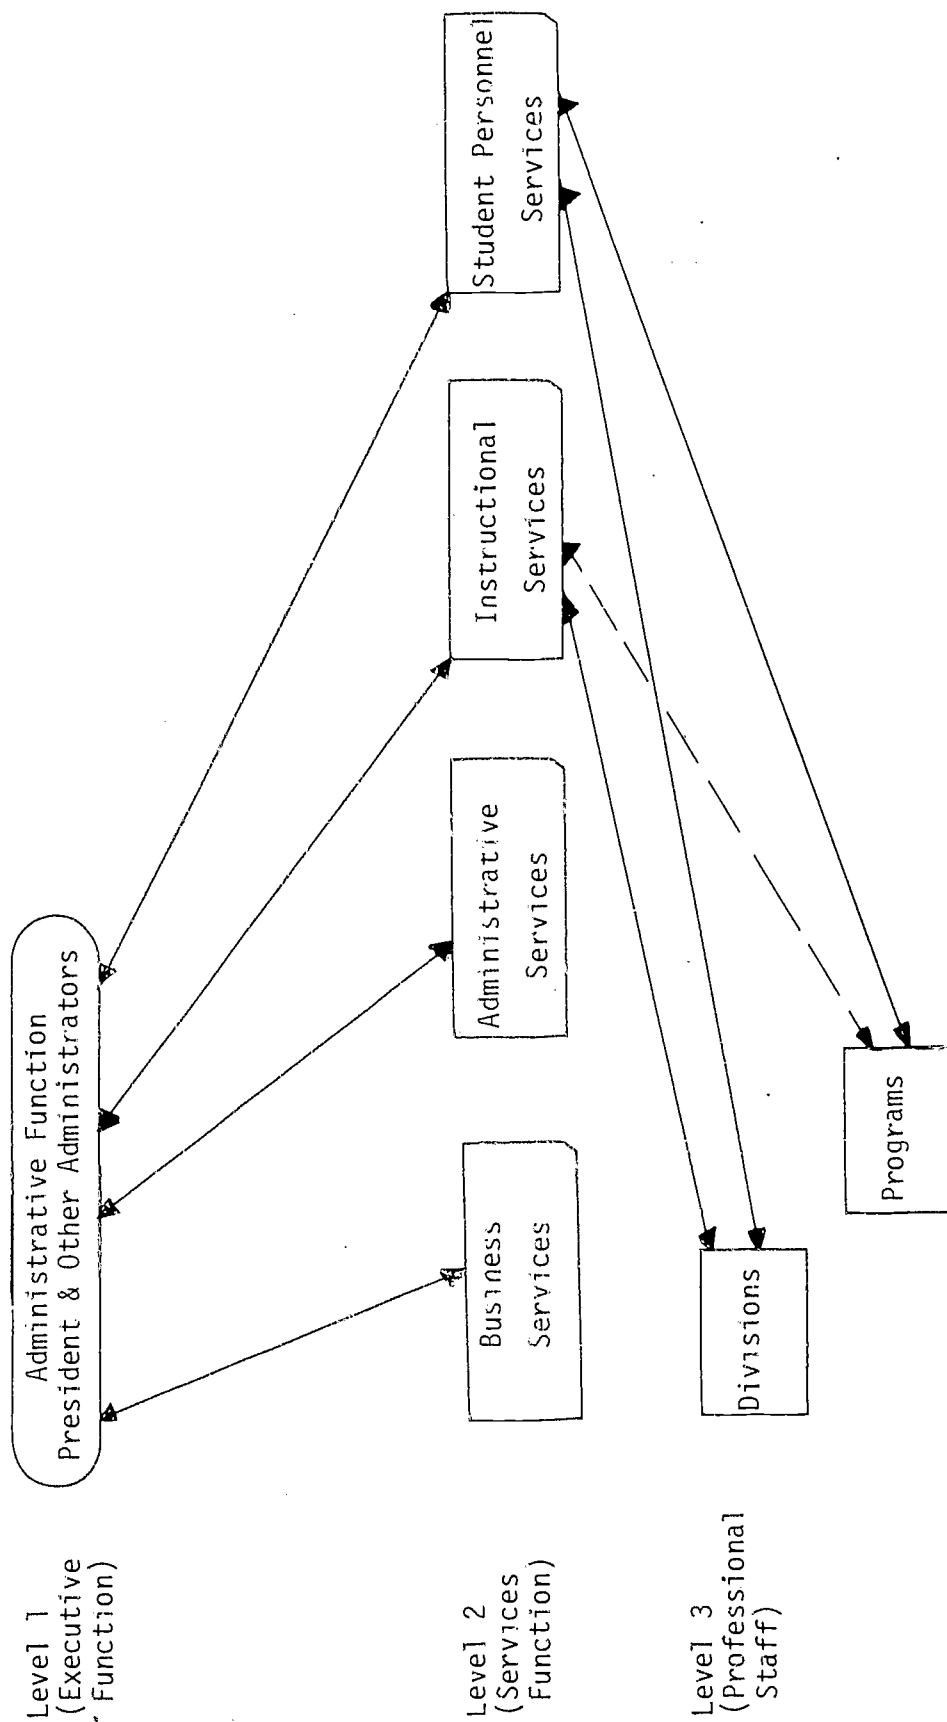 Level 1
(Executive
Function)
Administrative Function
President & Other Administrators
Level 2
(Services
Function)
Business
Services
Administrative
Services
Instructional
Services
Student Personnel
Services
Level 3
(Professional
Staff)
Divisions
Programs